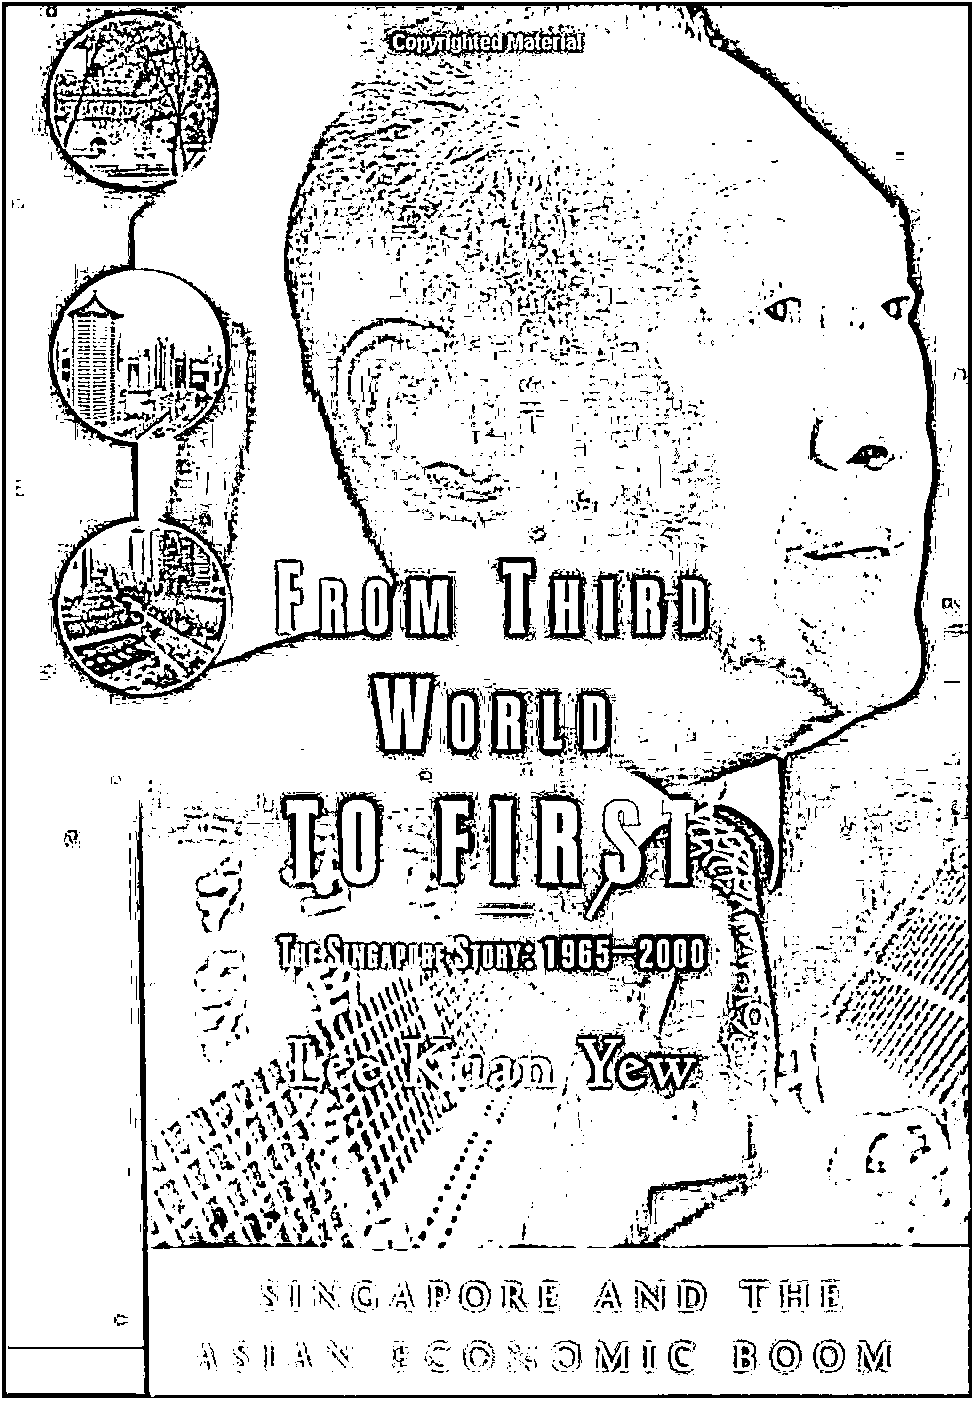 Copyrighted Material
FROM THIRD
WORLD
TO FIRST
THE SINGAPORE STORY: 1965—2000
Lee Kuan Yew
SINGAPORE AND THE
ASIAN ECONOMIC BOOM